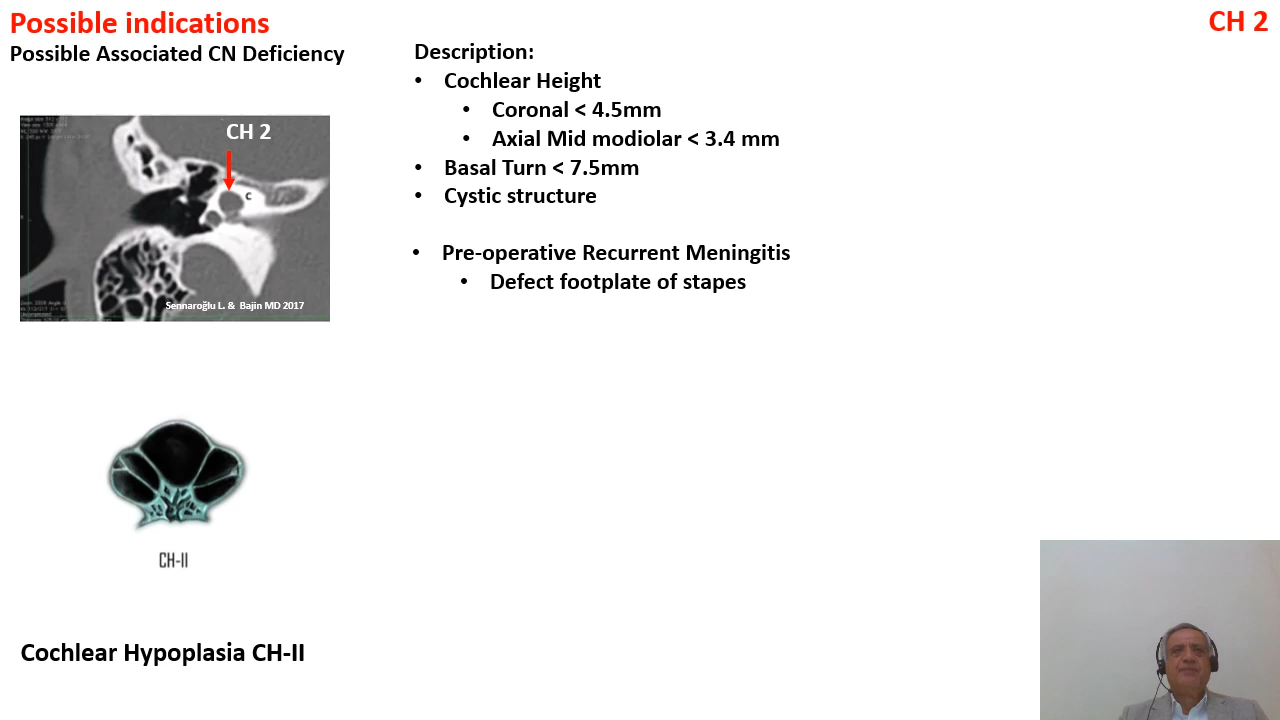 Possible indications
CH 2
Possible Associated CN Deficiency
Description:
• Cochlear Height
• Coronal < 4.5mm
• Axial Mid modiolar < 3.4 mm
• Basal Turn < 7.5mm
• Cystic structure
• Pre-operative Recurrent Meningitis
• Defect footplate of stapes
CH 2
C
Sennaroğlu L. & Bajin MD 2017
CH-II
Cochlear Hypoplasia CH-II